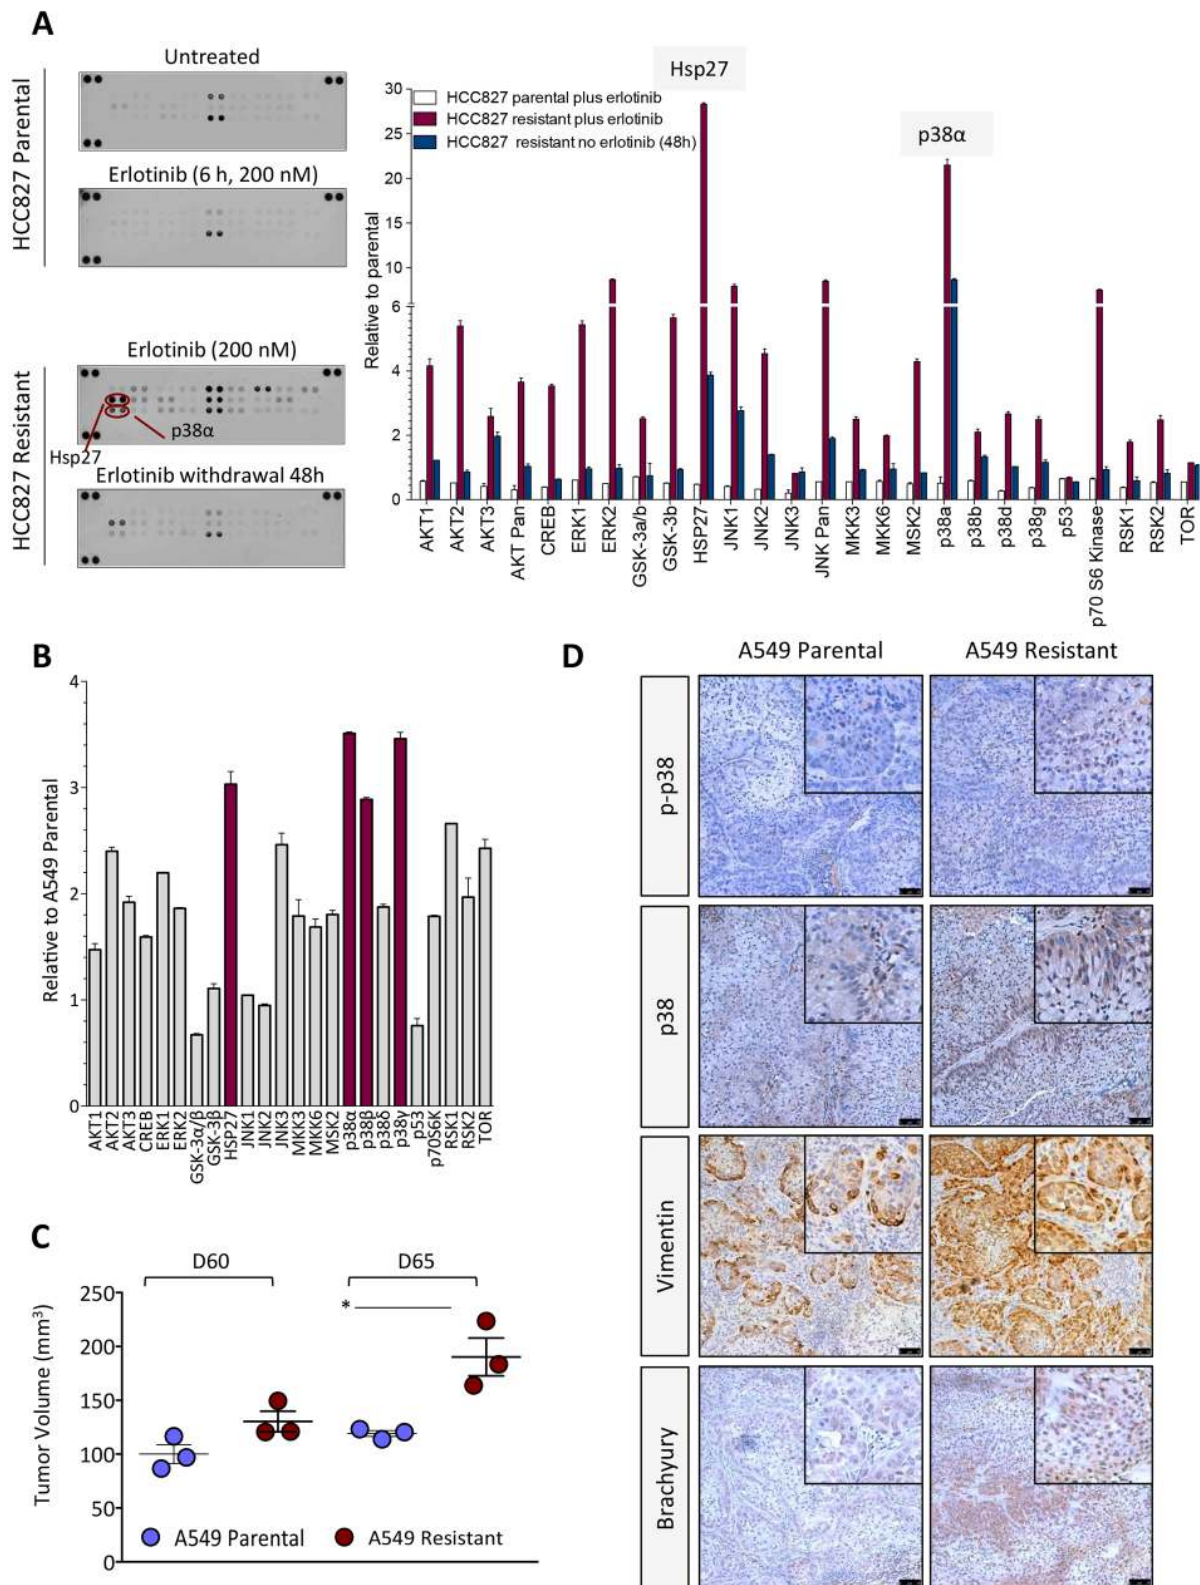 A
Untreated
Erlotinib (6 h, 200 nM)
HCC827 Parental
Erlotinib (200 nM)
Hsp27
p38α
Erlotinib withdrawal 48h
HCC827 Resistant
Hsp27
p38α
HCC827 parental plus erlotinib
HCC827 resistant plus erlotinib
HCC827 resistant no erlotinib (48h)
Relative to parental
30
25
20
15
10
6
4
2
0
AKT1
AKT2
AKT3
AKT Pan
CREB
ERK1
ERK2
GSK-3a/b
GSK-3b
HSP27
JNK1
JNK2
JNK3
JNK Pan
MKK3
MKK6
MSK2
p38a
p38b
p38d
p38g
p53
p70 S6 Kinase
RSK1
RSK2
TOR
B
Relative to A549 Parental
4
3
2
1
0
AKT1
AKT2
AKT3
CREB
ERK1
ERK2
GSK-3α/β
GSK-3β
HSP27
JNK1
JNK2
JNK3
MKK3
MKK6
MSK2
p38α
p38β
p38δ
p38γ
p53
p70S6K
RSK1
RSK2
TOR
C
D60
D65
*
Tumor Volume (mm³)
250
200
150
100
50
0
A549 Parental
A549 Resistant
D
A549 Parental
A549 Resistant
p-p38
p38
Vimentin
Brachyury